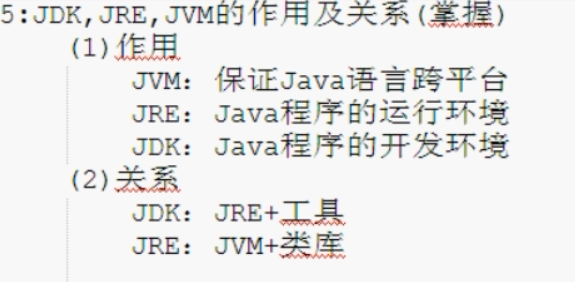 5:JDK,JRE,JVM的作用及关系(掌握)
(1)作用
JVM：保证Java语言跨平台
JRE：Java程序的运行环境
JDK：Java程序的开发环境
(2)关系
JDK：JRE+工具
JRE：JVM+类库